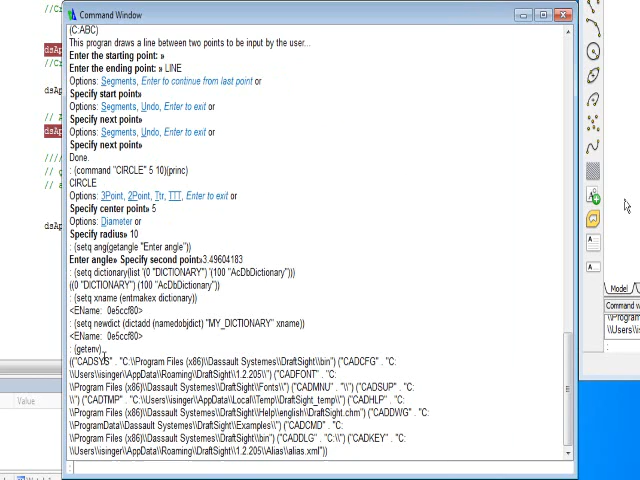 //Cr
Command Window
(C:ABC)
This progran draws a line between two points to be input by the user...
Enter the starting point: »
Enter the ending point: » LINE
Options: Segments, Enter to continue from last point or
Specify start point»
Options: Segments, Undo, Enter to exit or
Specify next point»
Options: Segments, Undo, Enter to exit or
Specify next point»
Done.
: (command "CIRCLE" 5 10)(princ)
CIRCLE
Options: 3Point, 2Point, Ttr, TTT, Enter to exit or
Specify center point» 5
Options: Diameter or
Specify radius» 10
: (setq ang(getangle "Enter angle"))
Enter angle» Specify second point»3.49604183
: (setq dictionary(list '(0 "DICTIONARY") '(100 "AcDbDictionary")))
((0 "DICTIONARY") (100 "AcDbDictionary"))
: (setq xname (entmakex dictionary))
<EName: 0e5ccf80>
: (setq newdict (dictadd (namedobjdict) "MY_DICTIONARY" xname))
<EName: 0e5ccf80>
: (getenv)
(("CADSYS" . "C:\\Program Files (x86)\\Dassault Systemes\\DraftSight\\bin") ("CADCFG" . "C:
\\Users\\isinger\\AppData\\Roaming\\DraftSight\\1.2.205\\") ("CADFONT" . "C:
\\Program Files (x86)\\Dassault Systemes\\DraftSight\\Fonts\\") ("CADMNU" . "\\") ("CADSUP" . "C:
\\") ("CADTMP" . "C:\\Users\\isinger\\AppData\\Local\\Temp\\DraftSight_temp\\") ("CADHLP" . "C:
\\Program Files (x86)\\Dassault Systemes\\DraftSight\\Help\\english\\DraftSight.chm") ("CADDWG" . "C:
\\ProgramData\\Dassault Systemes\\DraftSight\\Examples\\") ("CADCMD" . "C:
\\Program Files (x86)\\Dassault Systemes\\DraftSight\\bin") ("CADDLG" . "C:\\") ("CADKEY" . "C:
\\Users\\isinger\\AppData\\Roaming\\DraftSight\\1.2.205\\Alias\\alias.xml"))
:
dsAp
//Cr
dsAp
// A
dsAp
////
// g
// a
dsAp
Value
Model
Command w
\\Users\\is
: